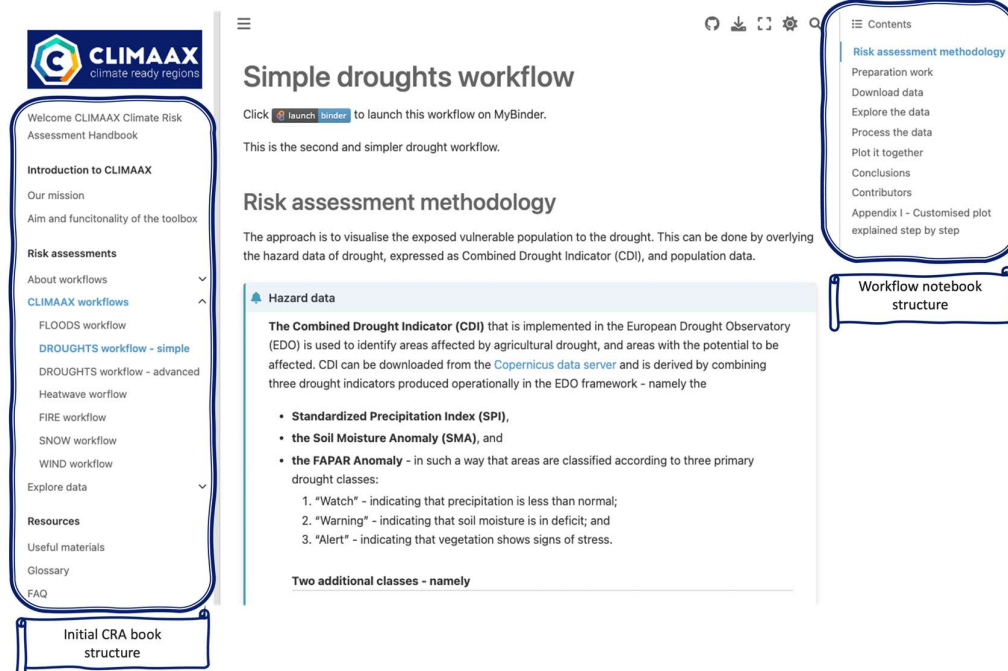 CLIMAAX
climate ready regions
Welcome CLIMAAX Climate Risk
Assessment Handbook
Introduction to CLIMAAX
Our mission
Aim and funcitonality of the toolbox
Risk assessments
About workflows
CLIMAAX workflows
FLOODS workflow
DROUGHTS workflow - simple
DROUGHTS workflow - advanced
Heatwave worflow
FIRE workflow
SNOW workflow
WIND workflow
Explore data
Resources
Useful materials
Glossary
FAQ
Initial CRA book
structure
Simple droughts workflow
Click launch binder to launch this workflow on MyBinder.
This is the second and simpler drought workflow.
Risk assessment methodology
The approach is to visualise the exposed vulnerable population to the drought. This can be done by overlying
the hazard data of drought, expressed as Combined Drought Indicator (CDI), and population data.
Hazard data
The Combined Drought Indicator (CDI) that is implemented in the European Drought Observatory
(EDO) is used to identify areas affected by agricultural drought, and areas with the potential to be
affected. CDI can be downloaded from the Copernicus data server and is derived by combining
three drought indicators produced operationally in the EDO framework - namely the
• Standardized Precipitation Index (SPI),
• the Soil Moisture Anomaly (SMA), and
• the FAPAR Anomaly - in such a way that areas are classified according to three primary
drought classes:
1. “Watch” - indicating that precipitation is less than normal;
2. “Warning” - indicating that soil moisture is in deficit; and
3. “Alert” - indicating that vegetation shows signs of stress.
Two additional classes - namely
Contents
Risk assessment methodology
Preparation work
Download data
Explore the data
Process the data
Plot it together
Conclusions
Contributors
Appendix I - Customised plot
explained step by step
Workflow notebook
structure